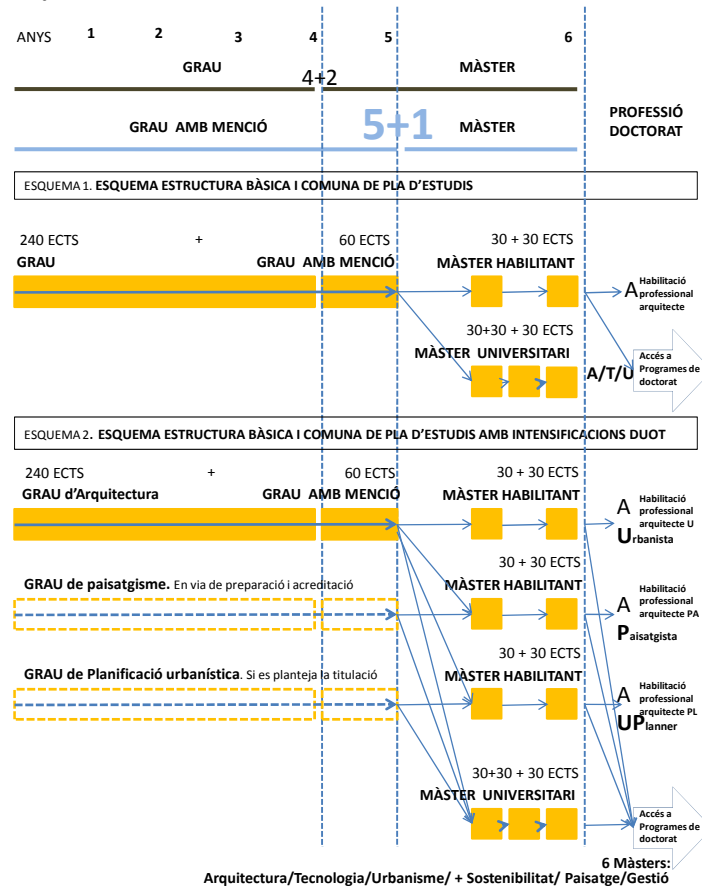 ANYS 1 2 3 4 5 6
GRAU 4+2 MÀSTER
GRAU AMB MENCIÓ 5+1 MÀSTER
PROFESSIÓ
DOCTORAT
ESQUEMA 1. ESQUEMA ESTRUCTURA BÀSICA I COMUNA DE PLA D'ESTUDIS
240 ECTS + 60 ECTS 30 + 30 ECTS
GRAU GRAU AMB MENCIÓ MÀSTER HABILITANT
A Habilitació
professional
arquitecte
30+30 + 30 ECTS
MÀSTER UNIVERSITARI
A/T/U
Accés a
Programes de
doctorat
ESQUEMA 2. ESQUEMA ESTRUCTURA BÀSICA I COMUNA DE PLA D'ESTUDIS AMB INTENSIFICACIONS DUOT
240 ECTS + 60 ECTS 30 + 30 ECTS
GRAU d'Arquitectura GRAU AMB MENCIÓ MÀSTER HABILITANT
A Habilitació
professional
arquitecte U
Urbanista
30 + 30 ECTS
GRAU de paisatgisme. En via de preparació i acreditació MÀSTER HABILITANT
A Habilitació
professional
arquitecte PA
Paisatgista
30 + 30 ECTS
GRAU de Planificació urbanística. Si es planteja la titulació MÀSTER HABILITANT
A Habilitació
professional
arquitecte PL
UPlanner
30+30 + 30 ECTS
MÀSTER UNIVERSITARI
Accés a
Programes de
doctorat
6 Màsters:
Arquitectura/Tecnologia/Urbanisme/ + Sostenibilitat/ Paisatge/Gestió